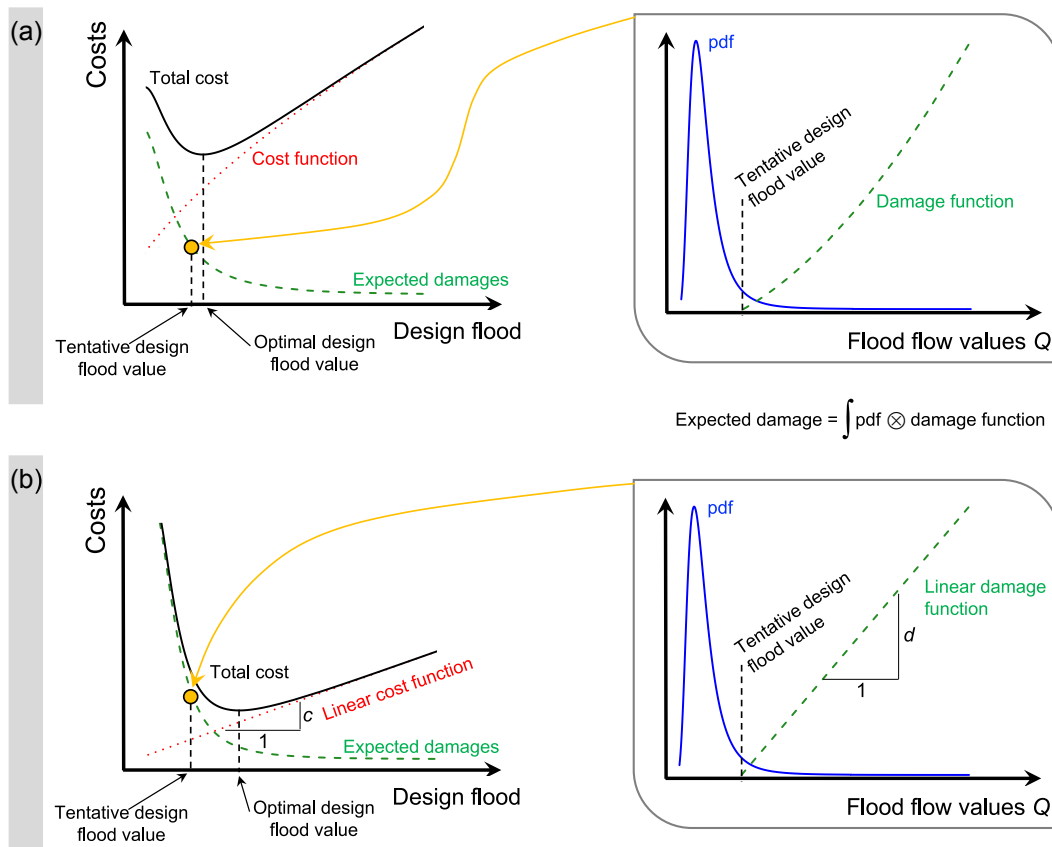 (a)
Costs
Total cost
Cost function
Expected damages
Design flood
Tentative design
flood value
Optimal design
flood value
pdf
Tentative design
flood value
Damage function
Flood flow values Q
Expected damage = ∫ pdf ⊗ damage function
(b)
Costs
Total cost
Linear cost function
c
1
Expected damages
Design flood
Tentative design
flood value
Optimal design
flood value
pdf
Tentative design
flood value
Linear damage
function
d
1
Flood flow values Q